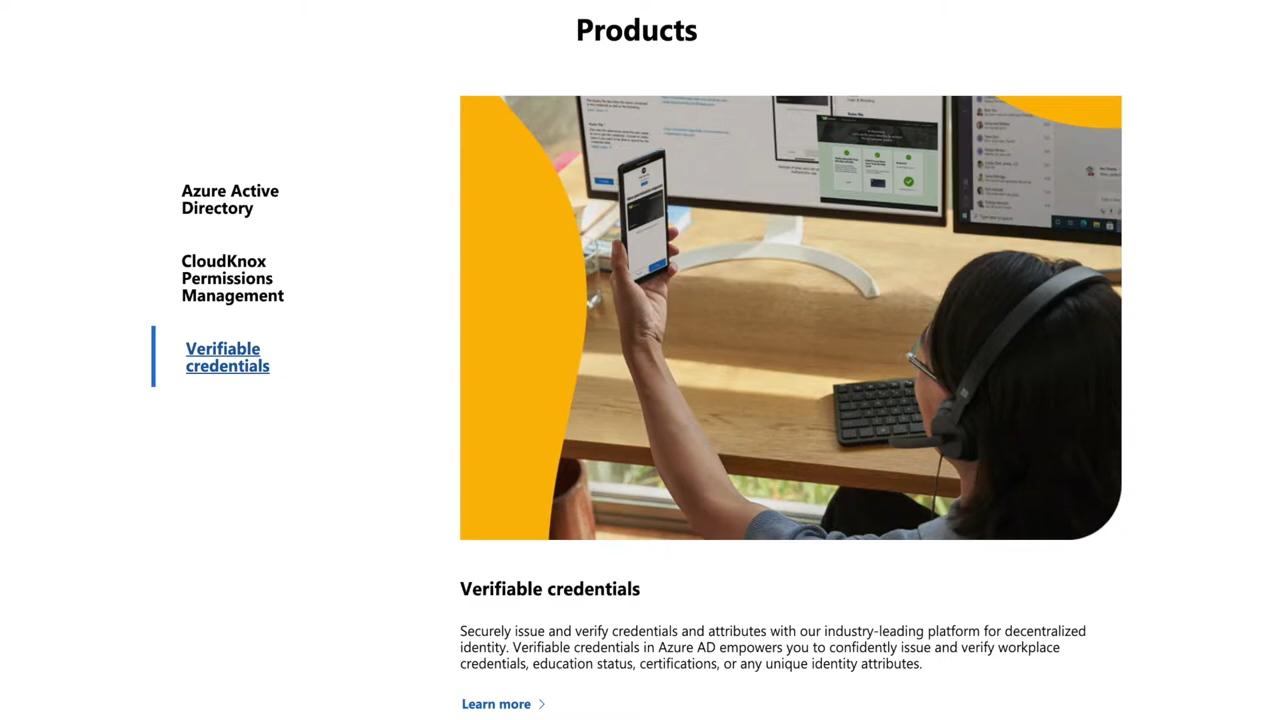 Products
Azure Active
Directory
CloudKnox
Permissions
Management
Verifiable
credentials
Verifiable credentials
Securely issue and verify credentials and attributes with our industry-leading platform for decentralized
identity. Verifiable credentials in Azure AD empowers you to confidently issue and verify workplace
credentials, education status, certifications, or any unique identity attributes.
Learn more